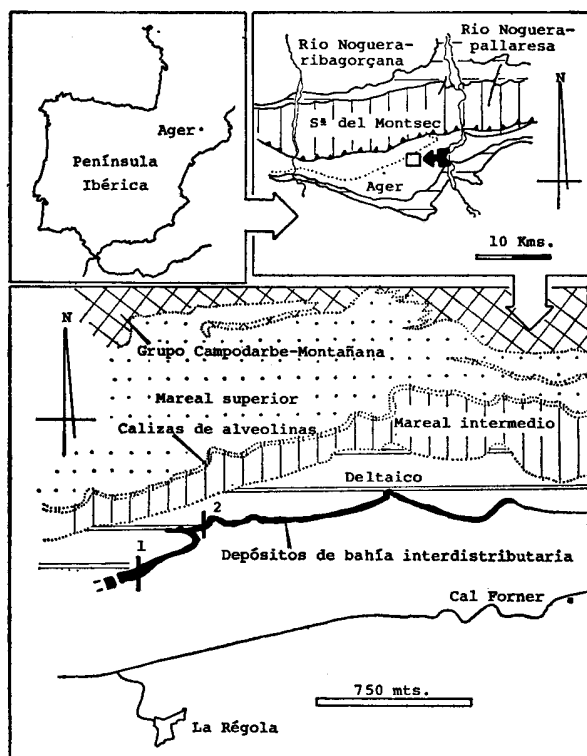 Ager
Península
Ibérica
Rio Noguera-
ribagorçana
Rio Noguera-
pallaresa
Sª del Montsec
Ager
10 Kms.
N
Grupo Campodarbe-Montañana
Mareal superior
Calizas de alveolinas
Mareal intermedio
Deltaico
2
1
Depósitos de bahía interdistributaria
Cal Forner
750 mts.
La Régola